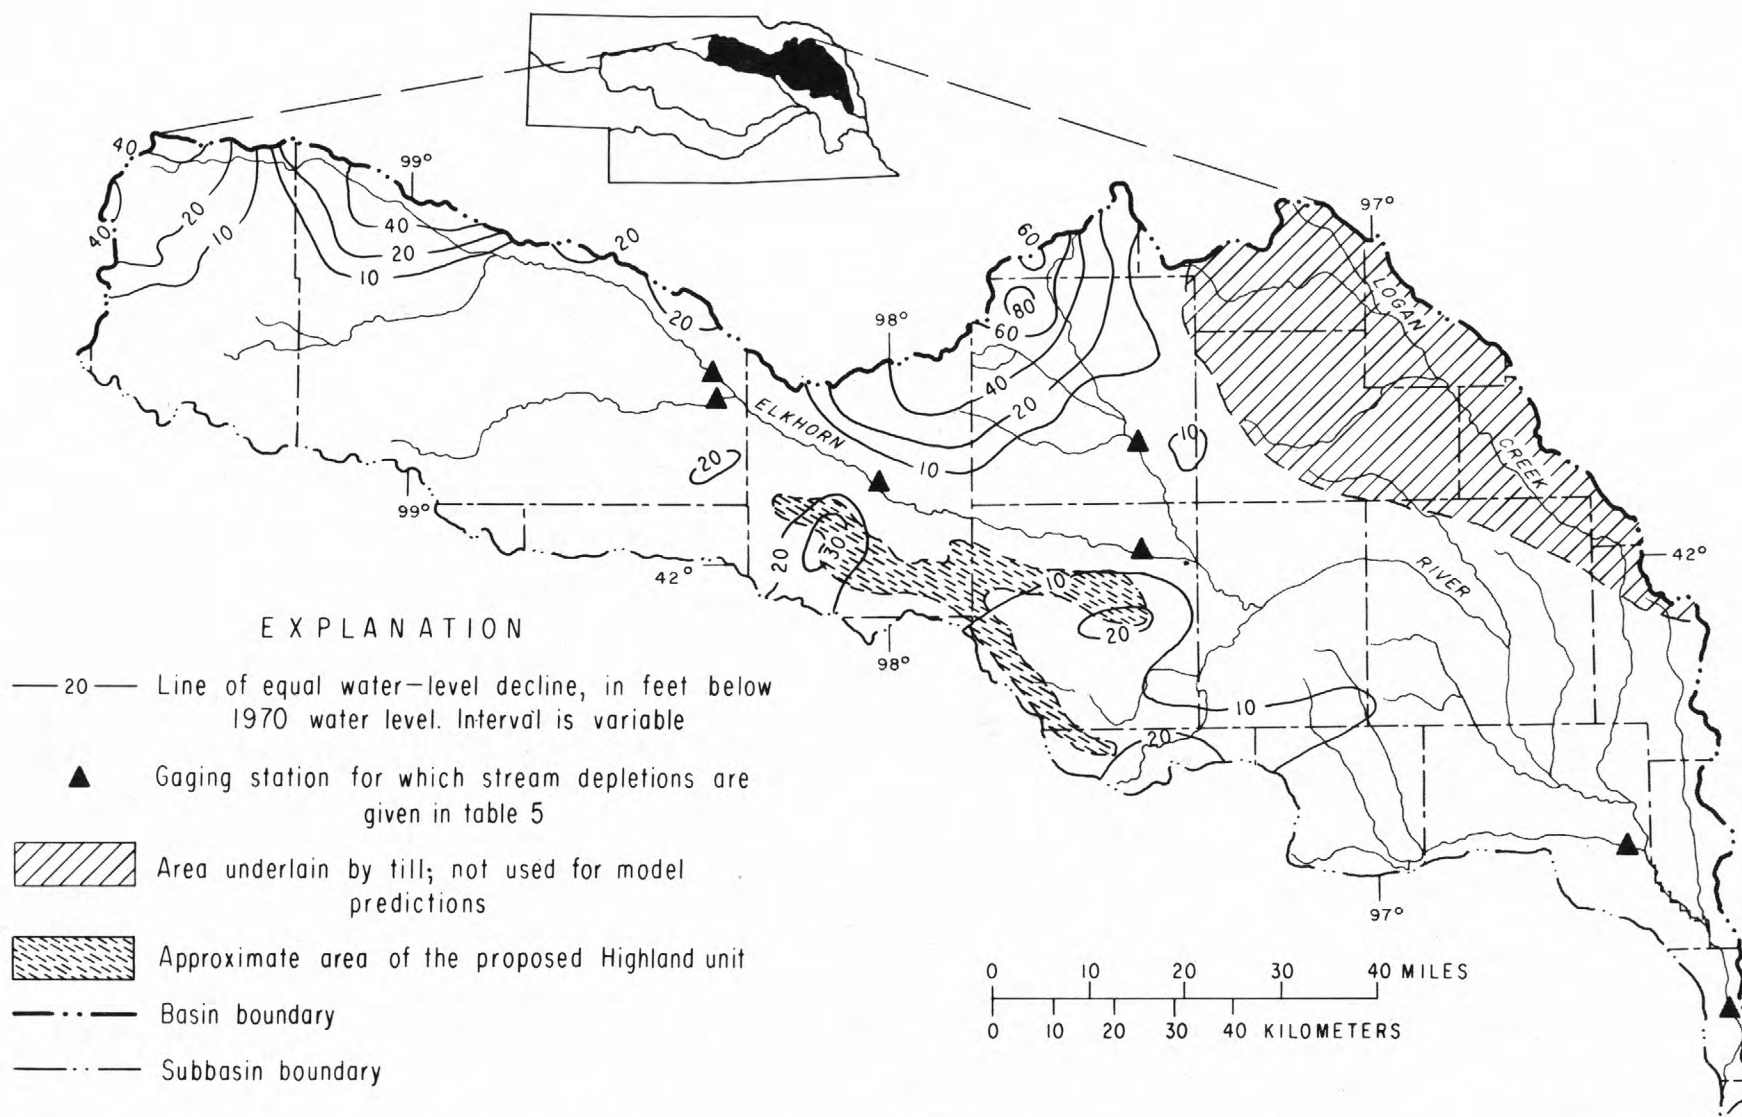 40
99°
20
10
40
40
20
10
20
20
97°
60
80
60
98°
40
20
10
10
LOGAN
CREEK
ELKHORN
20
99°
20
30
42°
98°
10
20
RIVER
42°
10
20
97°
EXPLANATION
20 Line of equal water-level decline, in feet below
1970 water level. Interval is variable
Gaging station for which stream depletions are
given in table 5
Area underlain by till; not used for model
predictions
Approximate area of the proposed Highland unit
Basin boundary
Subbasin boundary
0 10 20 30 40 MILES
0 10 20 30 40 KILOMETERS